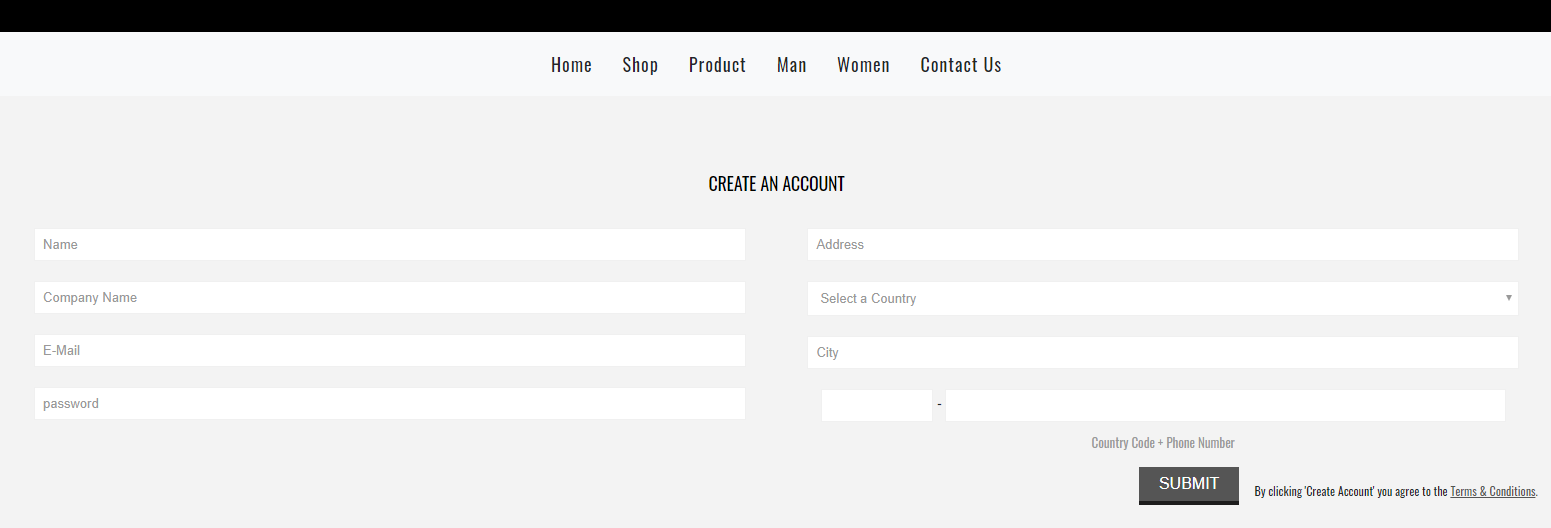 Home Shop Product Man Women Contact Us
CREATE AN ACCOUNT
Name
Company Name
E-Mail
password
Address
Select a Country
City
-
Country Code + Phone Number
SUBMIT
By clicking 'Create Account' you agree to the Terms & Conditions.